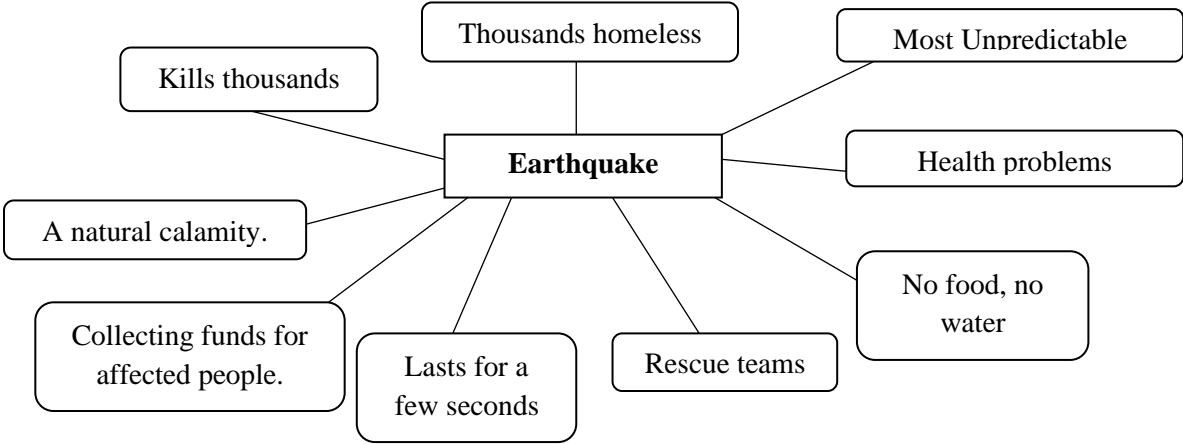 Thousands homeless
Most Unpredictable
Kills thousands
Earthquake
Health problems
A natural calamity.
No food, no
water
Collecting funds for
affected people.
Lasts for a
few seconds
Rescue teams